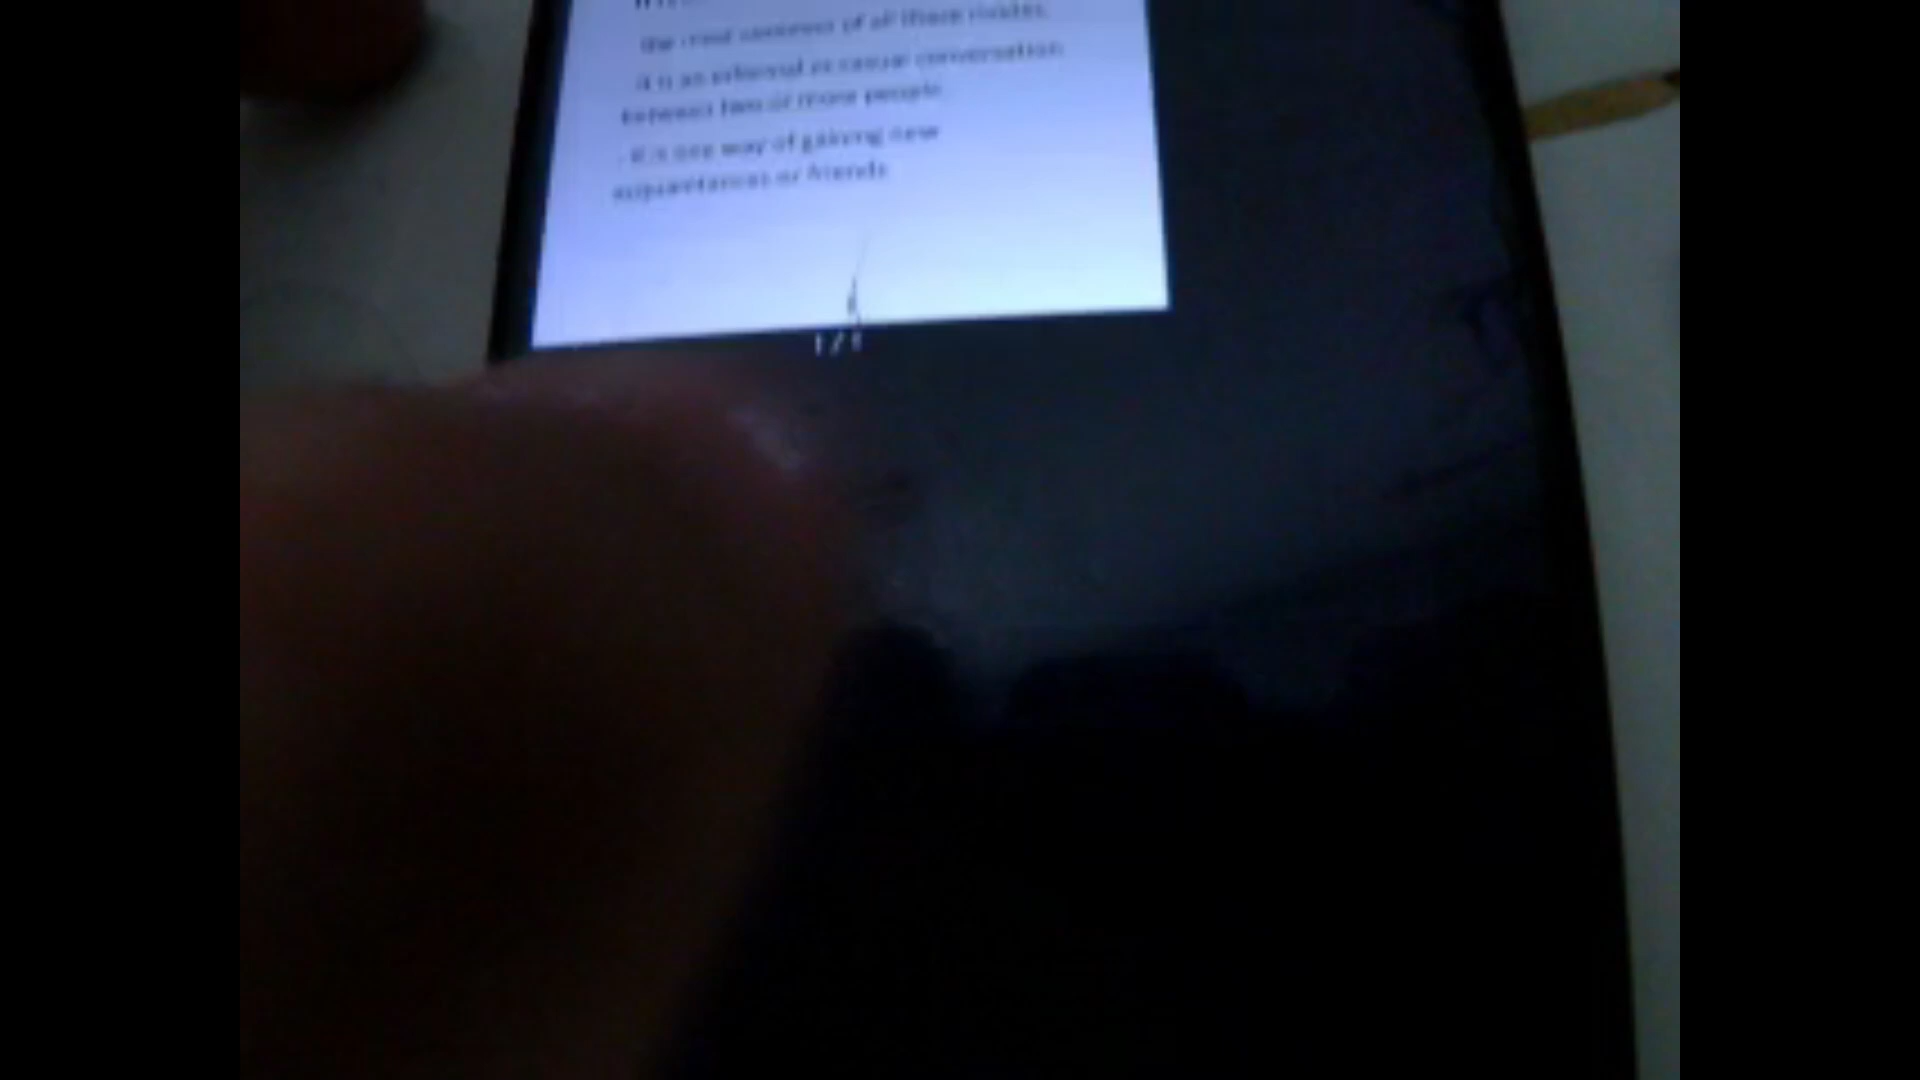 the most common of all these modes.
It is an informal or casual conversation
between two or more people.
. It is one way of gaining new
acquaintances or friends
1/1